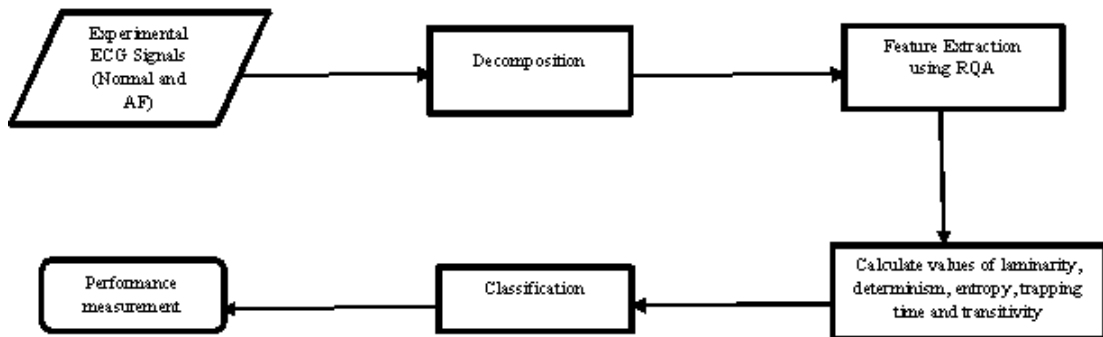 Experimental
ECG Signals
(Normal and
AF)
Decomposition
Feature Extraction
using RQA
Calculate values of laminarity,
determinism, entropy, trapping
time and transitivity
Classification
Performance
measurement